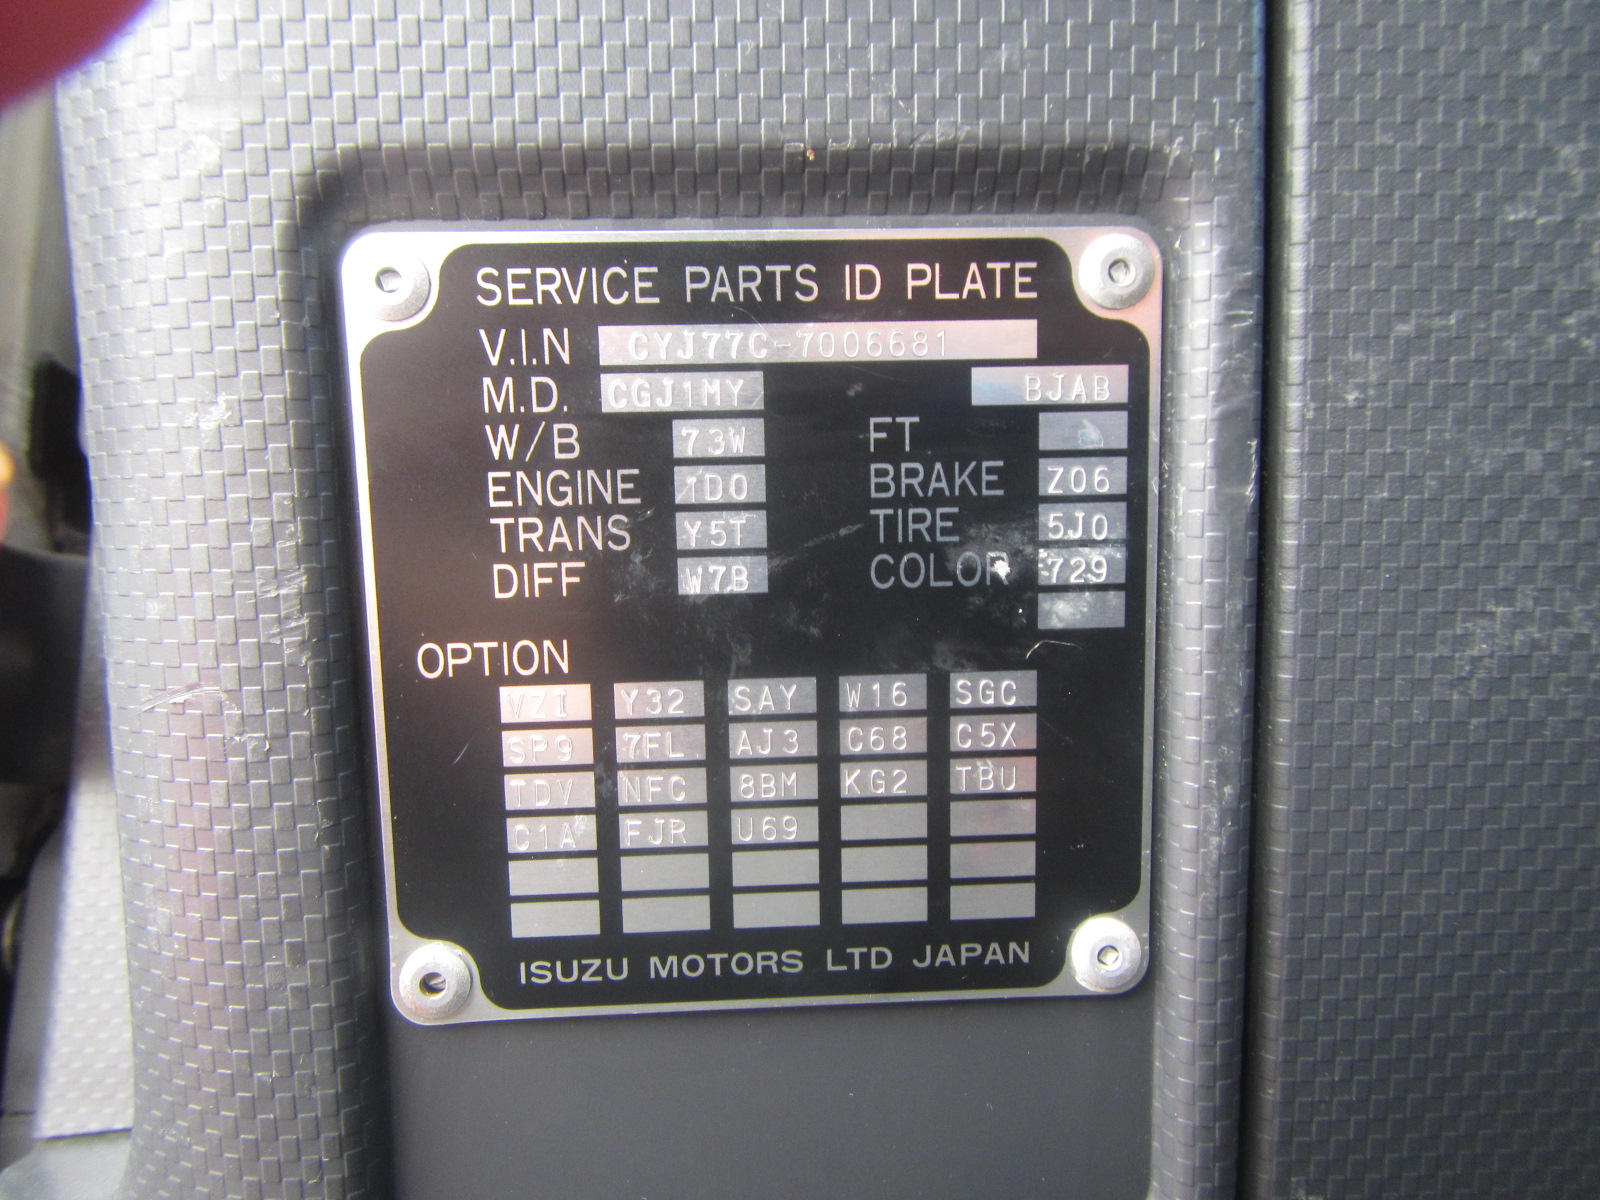 SERVICE PARTS ID PLATE
V.I.N CYJ77C-7006681
M.D. CGJ1MY BJAB
W/B 73W FT
ENGINE TD0 BRAKE Z06
TRANS Y5T TIRE 5J0
DIFF W7B COLOR 729
OPTION
VZI Y32 SAY W16 SGC
SP9 7FL AJ3 C68 C5X
TDV NFC 8BM KG2 TBU
C1A FJR U69
ISUZU MOTORS LTD JAPAN